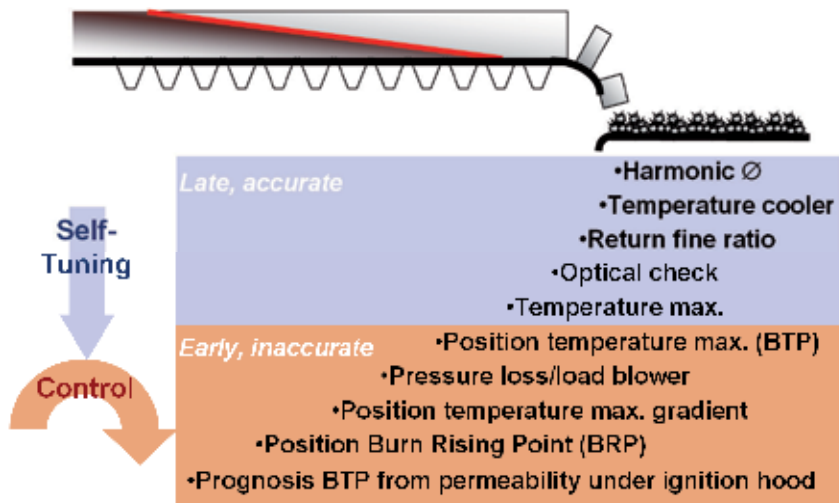 Late, accurate
•Harmonic ∅
•Temperature cooler
Self-
Tuning
•Return fine ratio
•Optical check
•Temperature max.
Early, inaccurate
•Position temperature max. (BTP)
Control
•Pressure loss/load blower
•Position temperature max. gradient
•Position Burn Rising Point (BRP)
•Prognosis BTP from permeability under ignition hood